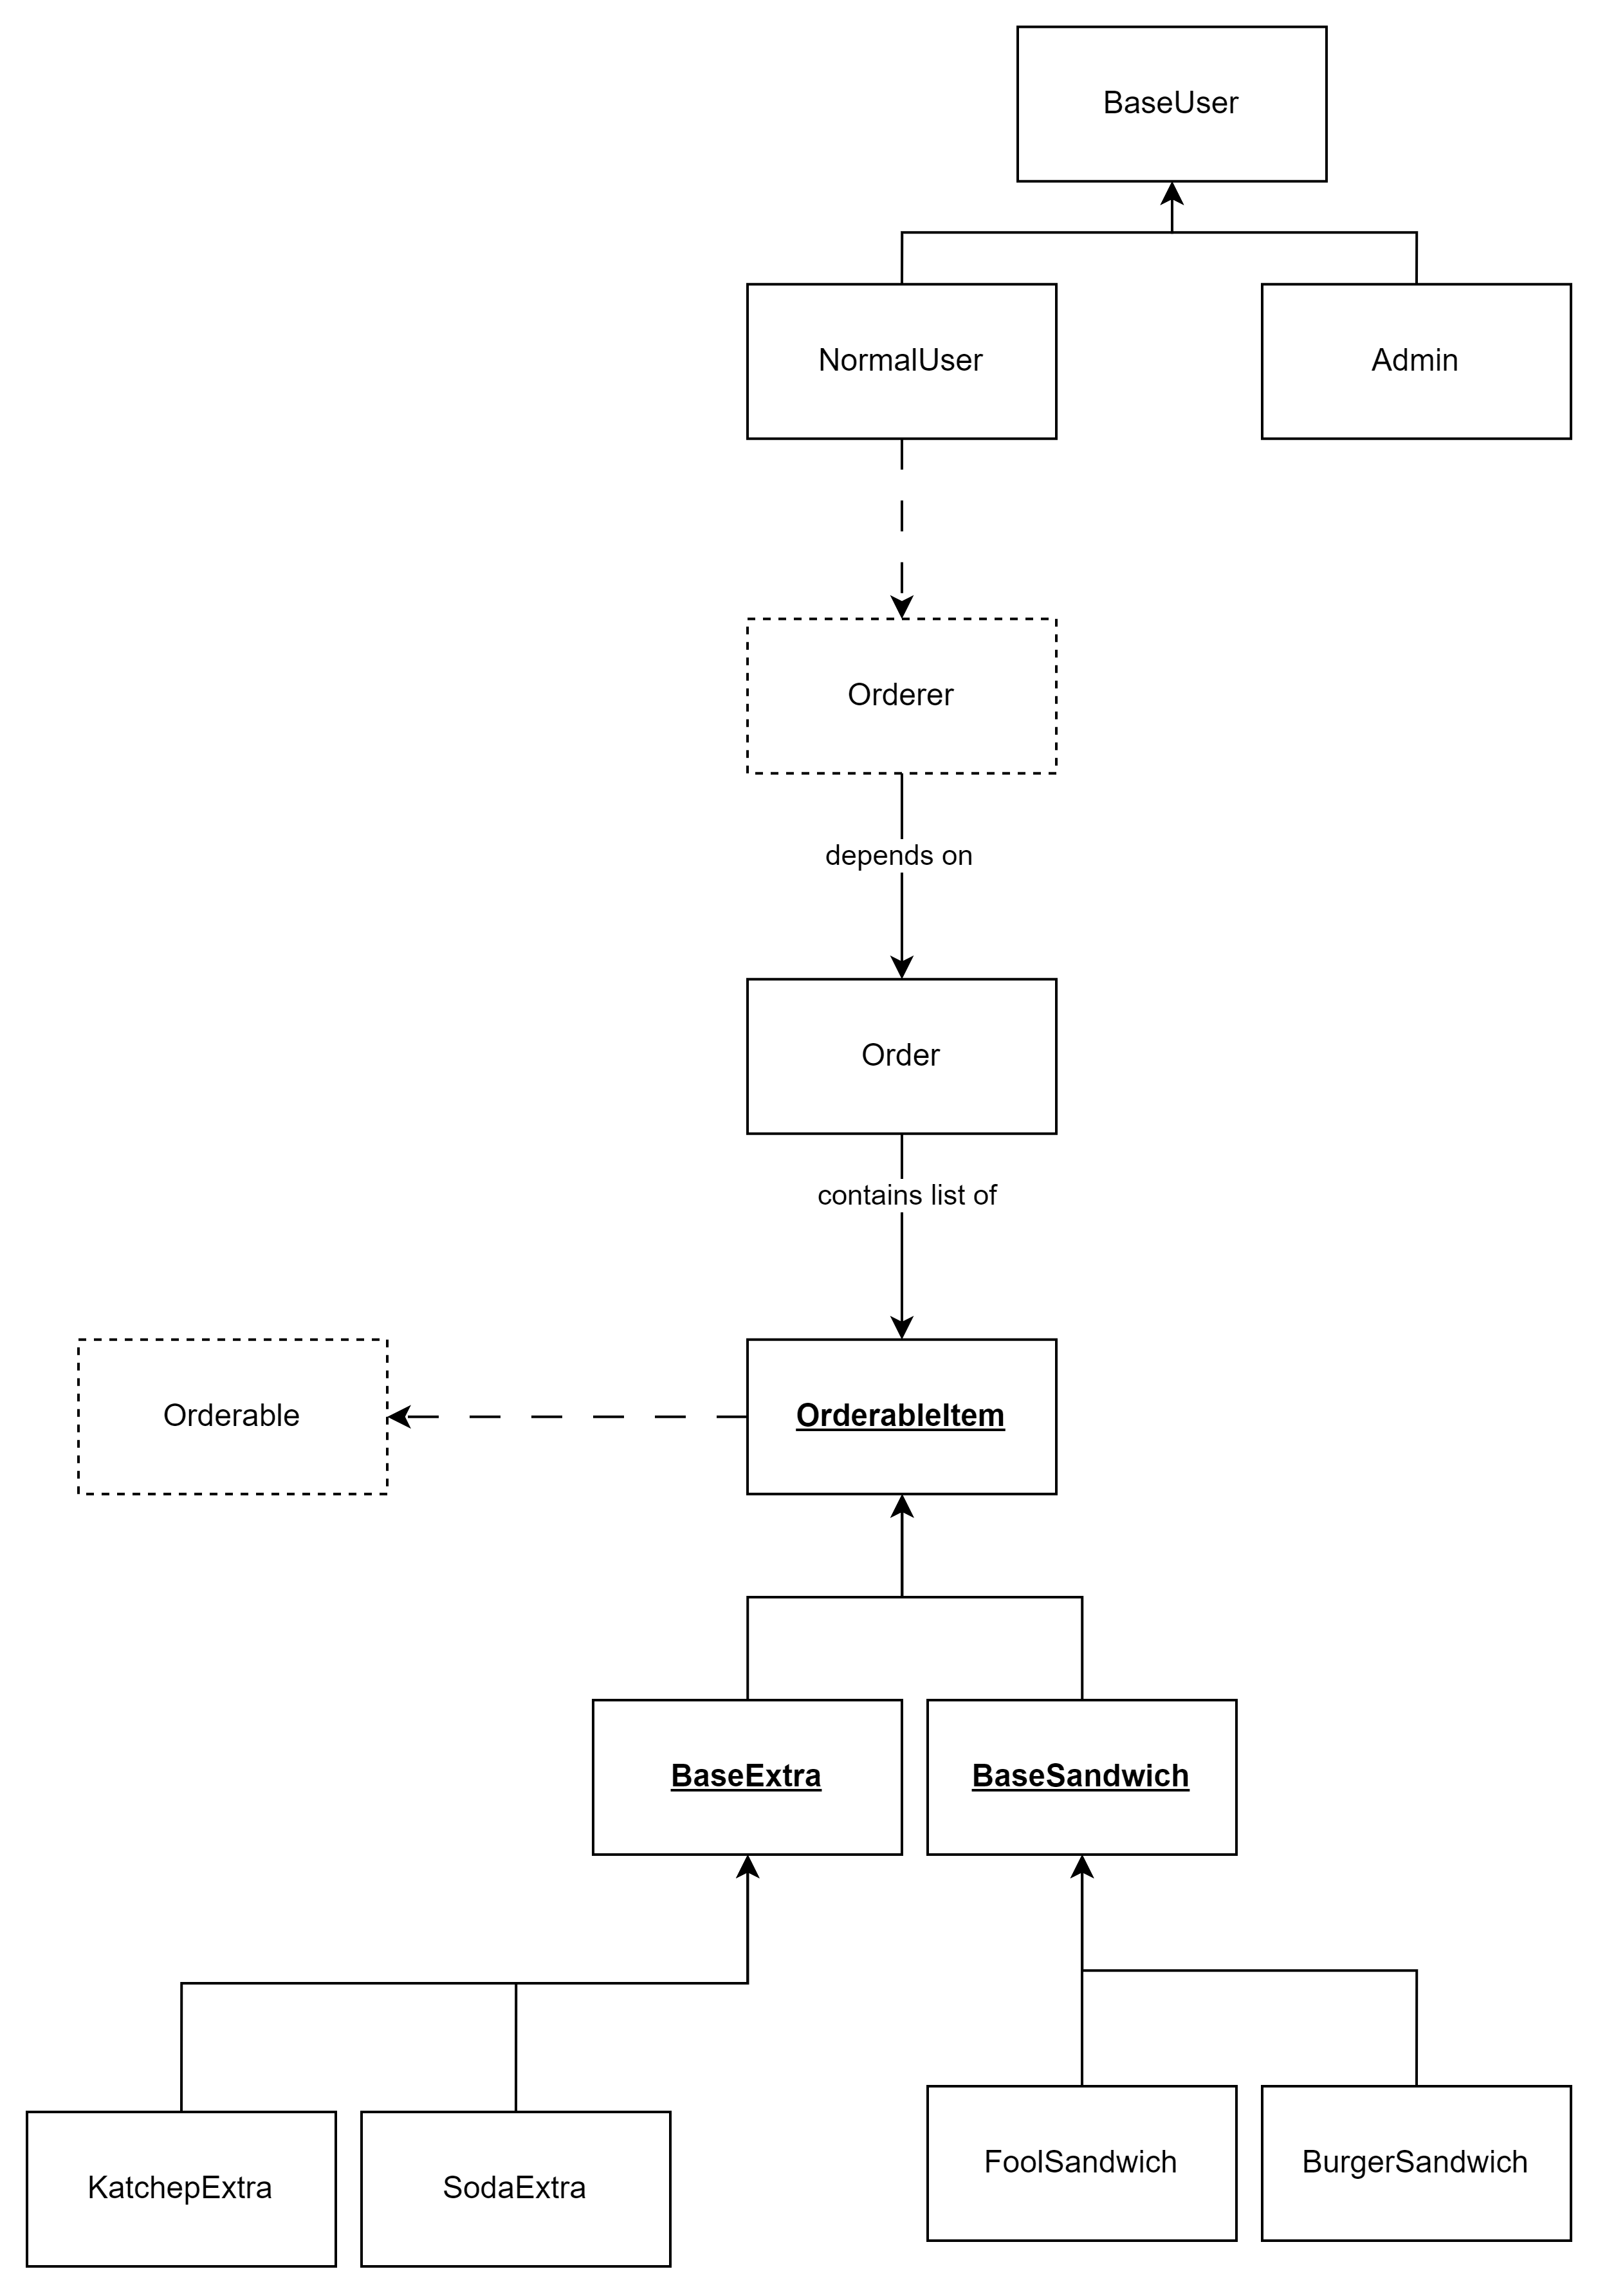 BaseUser
NormalUser
Admin
Orderer
depends on
Order
contains list of
Orderable
OrderableItem
BaseExtra
BaseSandwich
KatchepExtra
SodaExtra
FoolSandwich
BurgerSandwich